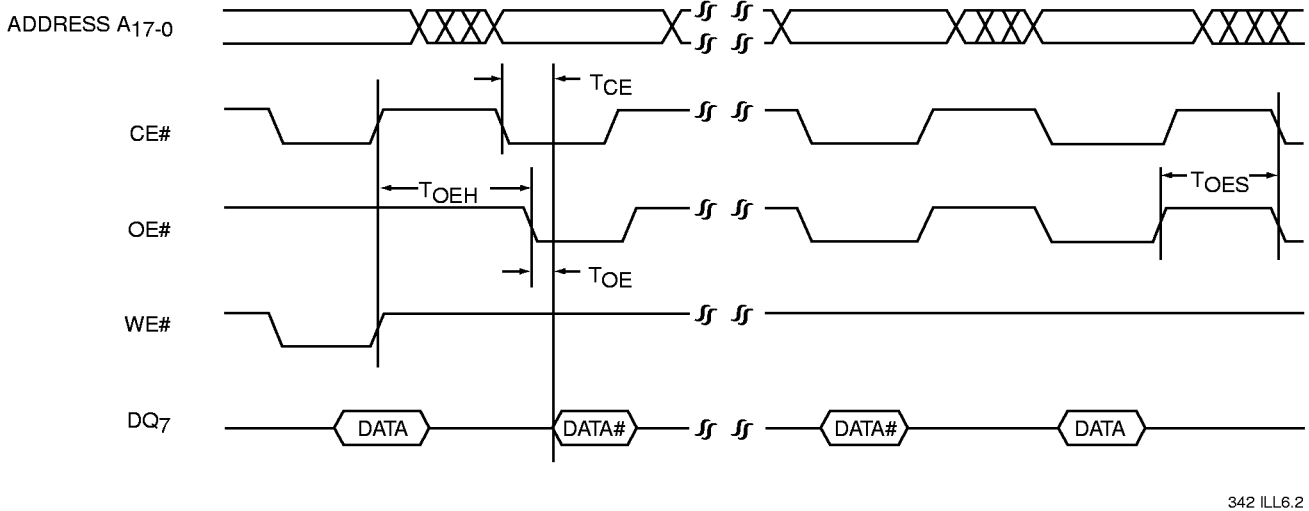 ADDRESS A17-0
TCE
CE#
TOEH
TOES
OE#
TOE
WE#
DQ7
DATA
DATA#
DATA#
DATA
342 ILL6.2